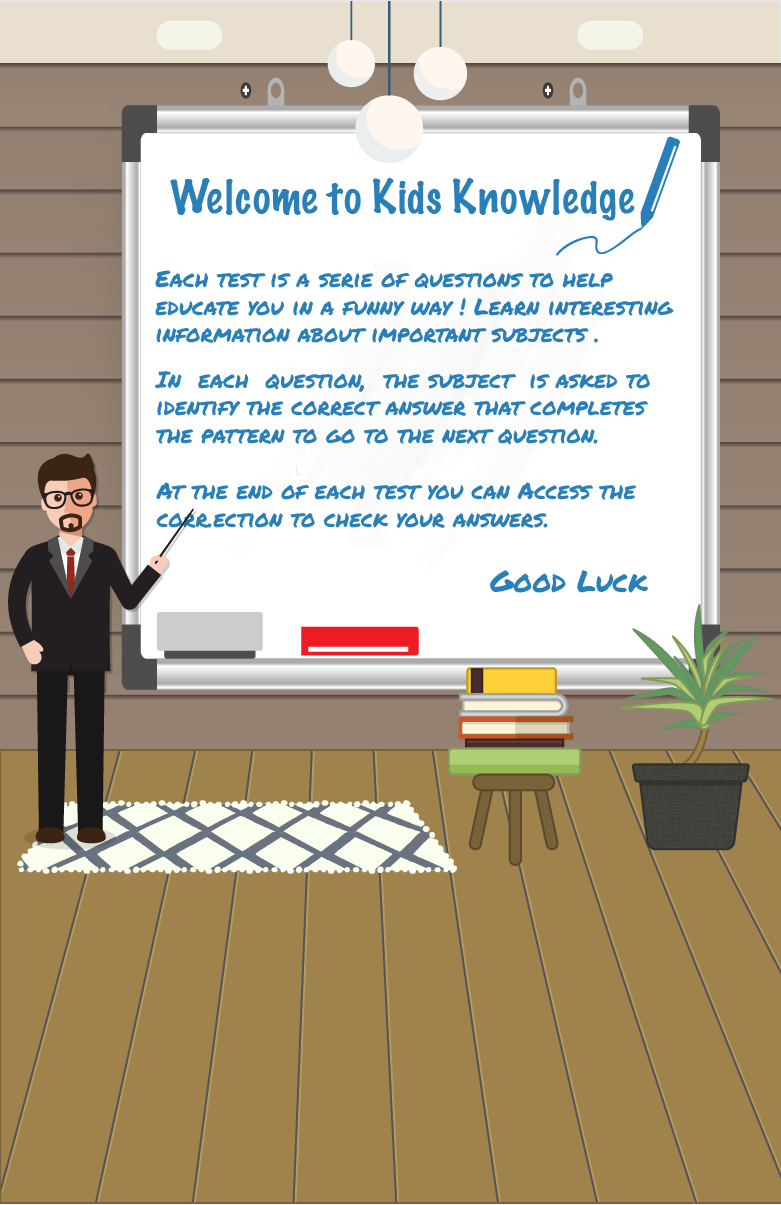 Welcome to Kids Knowledge
Each test is a serie of questions to help
educate you in a funny way ! Learn interesting
information about important subjects .
In each question, the subject is asked to
identify the correct answer that completes
the pattern to go to the next question.
At the end of each test you can Access the
corr.ection to check your answers.
Good Luck